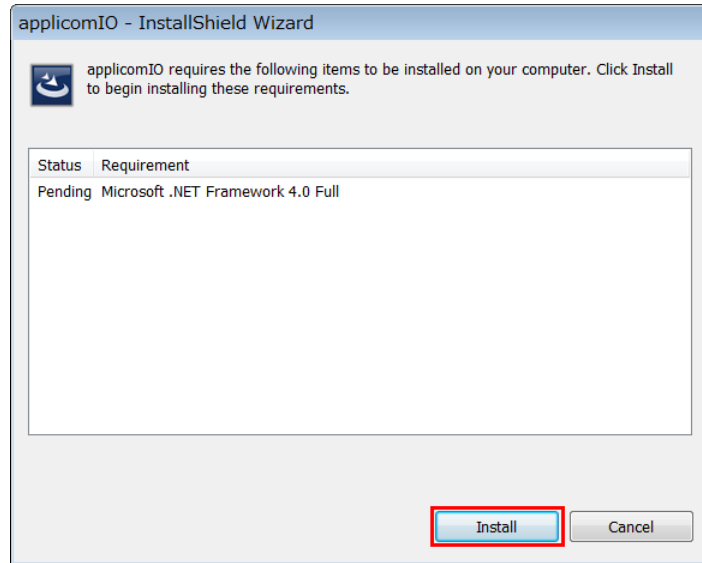 applicomIO - InstallShield Wizard
applicomIO requires the following items to be installed on your computer. Click Install
to begin installing these requirements.
Status Requirement
Pending Microsoft .NET Framework 4.0 Full
Install Cancel